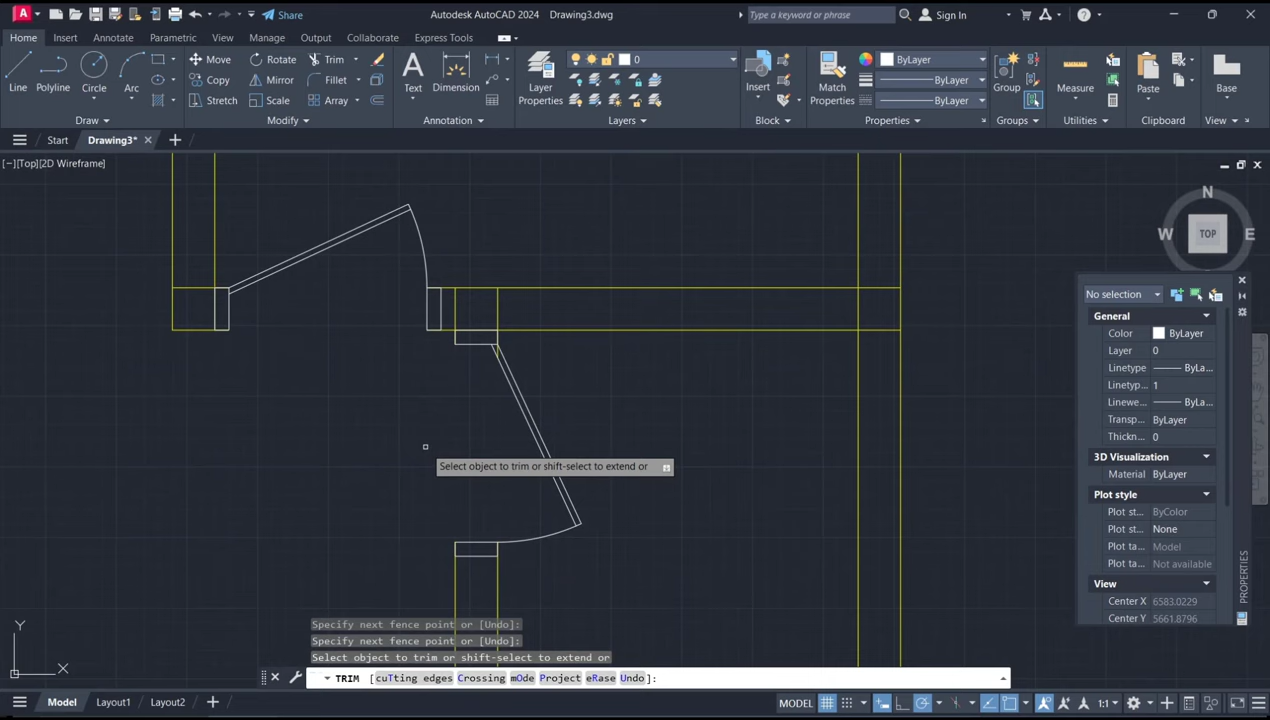 Share
Autodesk AutoCAD 2024 Drawing3.dwg
Type a keyword or phrase
Sign In
Home Insert Annotate Parametric View Manage Output Collaborate Express Tools
Line
Polyline
Circle
Arc
Move
Rotate
Trim
Copy
Mirror
Fillet
Stretch
Scale
Array
Text
Dimension
Layer
Properties
0
Insert
Match
Properties
ByLayer
ByLayer
ByLayer
Group
Measure
Paste
Base
Draw
Modify
Annotation
Layers
Block
Properties
Groups
Utilities
Clipboard
View
Start
Drawing3*
[−][Top][2D Wireframe]
N
W
TOP
E
S
Select object to trim or shift-select to extend or
No selection
General
Color ByLayer
Layer 0
Linetype ByLa...
Linetyp... 1
Linewe... ByLa...
Transp... ByLayer
Thickn... 0
3D Visualization
Material ByLayer
Plot style
Plot st... ByColor
Plot st... None
Plot ta... Model
Plot ta... Not available
View
Center X 6583.0229
Center Y 5661.8796
PROPERTIES
Y
X
Specify next fence point or [Undo]:
Specify next fence point or [Undo]:
Select object to trim or shift-select to extend or
TRIM [cuTting edges Crossing mOde Project eRase Undo]:
Model Layout1 Layout2
MODEL
1:1